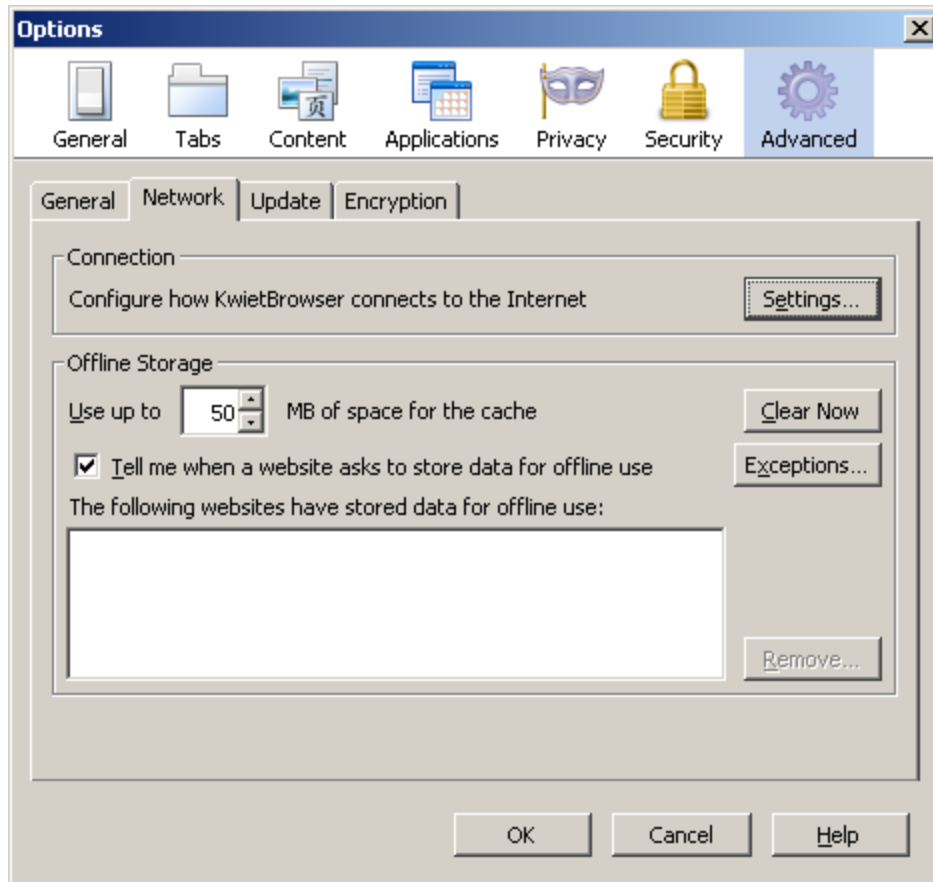 Options
General Tabs Content 页 Applications Privacy Security Advanced
General Network Update Encryption
Connection
Configure how KwietBrowser connects to the Internet Settings...
Offline Storage
Use up to 50 MB of space for the cache Clear Now
Tell me when a website asks to store data for offline use Exceptions...
The following websites have stored data for offline use:
Remove...
OK Cancel Help